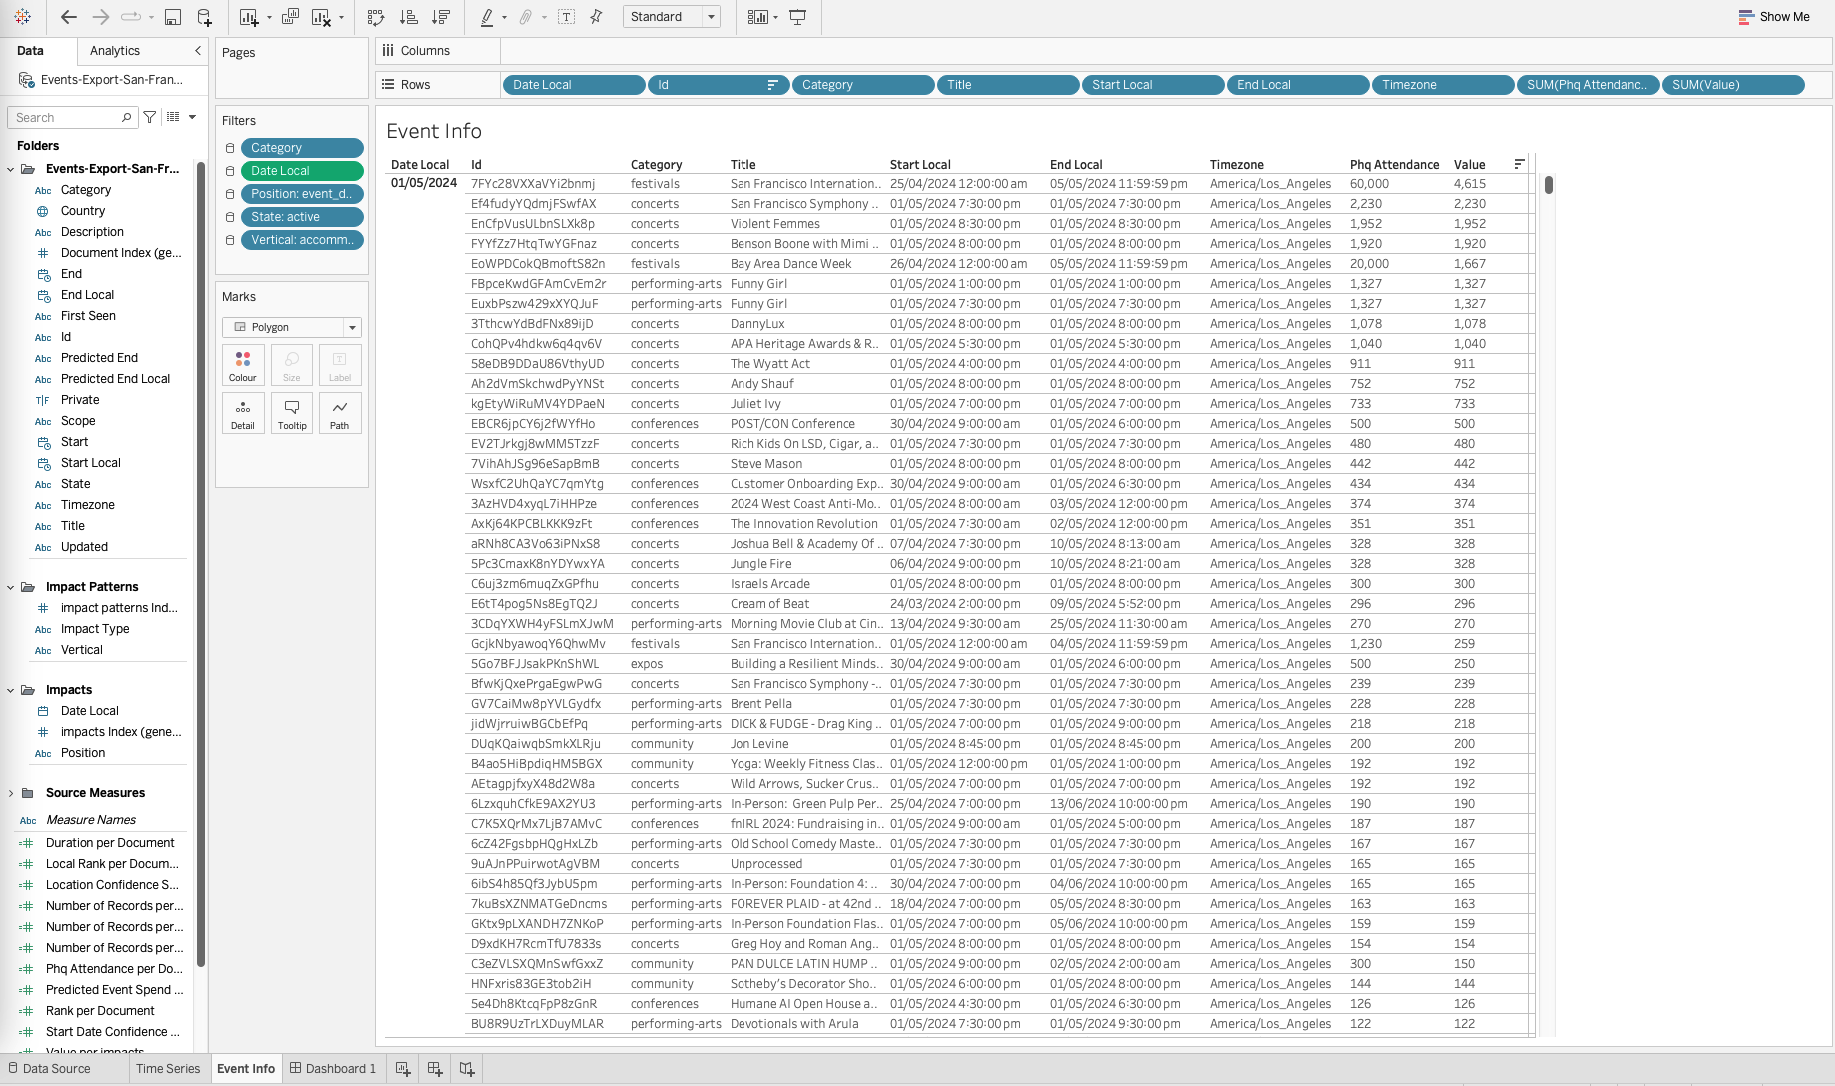 Standard
Show Me
Data
Analytics
Events-Export-San-Fran...
Search
Folders
Events-Export-San-Fr...
Abc Category
Country
Abc Description
Document Index (ge...
End
End Local
Abc First Seen
Abc Id
Abc Predicted End
Abc Predicted End Local
T|F Private
Abc Scope
Start
Start Local
Abc State
Abc Timezone
Abc Title
Abc Updated
Impact Patterns
impact patterns Ind...
Abc Impact Type
Abc Vertical
Impacts
Date Local
impacts Index (gene...
Abc Position
Source Measures
Abc Measure Names
Duration per Document
Local Rank per Docum...
Location Confidence S...
Number of Records per...
Number of Records per...
Number of Records per...
Phq Attendance per Do...
Predicted Event Spend ...
Rank per Document
Start Date Confidence ...
Value per impacts
Pages
Filters
Category
Date Local
Position: event_d..
State: active
Vertical: accomm..
Marks
Polygon
Colour Size Label
Detail Tooltip Path
Columns
Rows Date Local Id Category Title Start Local End Local Timezone SUM(Phq Attendanc.. SUM(Value)
Event Info
Date Local Id Category Title Start Local End Local Timezone Phq Attendance Value
01/05/2024 7FYc28VXXaVYi2bnmj festivals San Francisco Internation.. 25/04/2024 12:00:00 am 05/05/2024 11:59:59 pm America/Los_Angeles 60,000 4,615
Ef4fudyYQdmjFSwfAX concerts San Francisco Symphony .. 01/05/2024 7:30:00 pm 01/05/2024 7:30:00 pm America/Los_Angeles 2,230 2,230
EnCfpVusULbnSLXk8p concerts Violent Femmes 01/05/2024 8:30:00 pm 01/05/2024 8:30:00 pm America/Los_Angeles 1,952 1,952
FYYfZz7HtqTwYGFnaz concerts Benson Boone with Mimi .. 01/05/2024 8:00:00 pm 01/05/2024 8:00:00 pm America/Los_Angeles 1,920 1,920
EoWPDCokQBmoftS82n festivals Bay Area Dance Week 26/04/2024 12:00:00 am 05/05/2024 11:59:59 pm America/Los_Angeles 20,000 1,667
FBpceKwdGFAmCvEm2r performing-arts Funny Girl 01/05/2024 1:00:00 pm 01/05/2024 1:00:00 pm America/Los_Angeles 1,327 1,327
EuxbPszw429xXYQJuF performing-arts Funny Girl 01/05/2024 7:30:00 pm 01/05/2024 7:30:00 pm America/Los_Angeles 1,327 1,327
3TthcwYdBdFNx89ijD concerts DannyLux 01/05/2024 8:00:00 pm 01/05/2024 8:00:00 pm America/Los_Angeles 1,078 1,078
CohQPv4hdkw6q4qv6V concerts APA Heritage Awards & R.. 01/05/2024 5:30:00 pm 01/05/2024 5:30:00 pm America/Los_Angeles 1,040 1,040
58eDB9DDaU86VthyUD concerts The Wyatt Act 01/05/2024 4:00:00 pm 01/05/2024 4:00:00 pm America/Los_Angeles 911 911
Ah2dVmSkchwdPyYNSt concerts Andy Shauf 01/05/2024 8:00:00 pm 01/05/2024 8:00:00 pm America/Los_Angeles 752 752
kgEtyWiRuMV4YDPaeN concerts Juliet Ivy 01/05/2024 7:00:00 pm 01/05/2024 7:00:00 pm America/Los_Angeles 733 733
EBCR6jpCY6j2fWYfHo conferences POST/CON Conference 30/04/2024 9:00:00 am 01/05/2024 6:00:00 pm America/Los_Angeles 500 500
EV2TJrkgj8wMM5TzzF concerts Rich Kids On LSD, Cigar, a.. 01/05/2024 7:30:00 pm 01/05/2024 7:30:00 pm America/Los_Angeles 480 480
7VihAhJSg96eSapBmB concerts Steve Mason 01/05/2024 8:00:00 pm 01/05/2024 8:00:00 pm America/Los_Angeles 442 442
WsxfC2UhQaYC7qmYtg conferences Customer Onboarding Exp.. 30/04/2024 9:00:00 am 01/05/2024 6:30:00 pm America/Los_Angeles 434 434
3AzHVD4xyqL7iHHPze conferences 2024 West Coast Anti-Mo.. 01/05/2024 8:00:00 am 03/05/2024 12:00:00 pm America/Los_Angeles 374 374
AxKj64KPCBLKKK9zFt conferences The Innovation Revolution 01/05/2024 7:30:00 am 02/05/2024 12:00:00 pm America/Los_Angeles 351 351
aRNh8CA3Vo63iPNxS8 concerts Joshua Bell & Academy Of .. 07/04/2024 7:30:00 pm 10/05/2024 8:13:00 am America/Los_Angeles 328 328
5Pc3CmaxK8nYDYwxYA concerts Jungle Fire 06/04/2024 9:00:00 pm 10/05/2024 8:21:00 am America/Los_Angeles 328 328
C6uj3zm6muqZxGPfhu concerts Israels Arcade 01/05/2024 8:00:00 pm 01/05/2024 8:00:00 pm America/Los_Angeles 300 300
E6tT4pog5Ns8EgTQ2J concerts Cream of Beat 24/03/2024 2:00:00 pm 09/05/2024 5:52:00 pm America/Los_Angeles 296 296
3CDqYXWH4yFSLmXJwM performing-arts Morning Movie Club at Cin.. 13/04/2024 9:30:00 am 25/05/2024 11:30:00 am America/Los_Angeles 270 270
GcjkNbyawoqY6QhwMv festivals San Francisco Internation.. 01/05/2024 12:00:00 am 04/05/2024 11:59:59 pm America/Los_Angeles 1,230 259
5Go7BFJJsakPKnShWL expos Building a Resilient Minds.. 30/04/2024 9:00:00 am 01/05/2024 6:00:00 pm America/Los_Angeles 500 250
BfwKjQxePrgaEgwPwG concerts San Francisco Symphony -.. 01/05/2024 7:30:00 pm 01/05/2024 7:30:00 pm America/Los_Angeles 239 239
GV7CaiMw8pYVLGydfx performing-arts Brent Pella 01/05/2024 7:30:00 pm 01/05/2024 7:30:00 pm America/Los_Angeles 228 228
jidWjrruiwBGCbEfPq performing-arts DICK & FUDGE - Drag King .. 01/05/2024 7:00:00 pm 01/05/2024 9:00:00 pm America/Los_Angeles 218 218
DUqKQaiwqbSmkXLRju community Jon Levine 01/05/2024 8:45:00 pm 01/05/2024 8:45:00 pm America/Los_Angeles 200 200
B4ao5HiBpdiqHM5BGX community Yoga: Weekly Fitness Clas.. 01/05/2024 12:00:00 pm 01/05/2024 1:00:00 pm America/Los_Angeles 192 192
AEtagpjfxyX48d2W8a concerts Wild Arrows, Sucker Crus.. 01/05/2024 7:00:00 pm 01/05/2024 7:00:00 pm America/Los_Angeles 192 192
6LzxquhCfkE9AX2YU3 performing-arts In-Person: Green Pulp Per.. 25/04/2024 7:00:00 pm 13/06/2024 10:00:00 pm America/Los_Angeles 190 190
C7K5XQrMx7LjB7AMvC conferences fnIRL 2024: Fundraising in.. 01/05/2024 9:00:00 am 01/05/2024 5:00:00 pm America/Los_Angeles 187 187
6cZ42FgsbpHQgHxLZb performing-arts Old School Comedy Maste.. 01/05/2024 7:30:00 pm 01/05/2024 7:30:00 pm America/Los_Angeles 167 167
9uAJnPPuirwotAgVBM concerts Unprocessed 01/05/2024 7:30:00 pm 01/05/2024 7:30:00 pm America/Los_Angeles 165 165
6ibS4h85Qf3JybU5pm performing-arts In-Person: Foundation 4: .. 30/04/2024 7:00:00 pm 04/06/2024 10:00:00 pm America/Los_Angeles 165 165
7kuBsXZNMATGeDncms performing-arts FOREVER PLAID - at 42nd .. 18/04/2024 7:00:00 pm 05/05/2024 8:30:00 pm America/Los_Angeles 163 163
GKtx9pLXANDH7ZNKoP performing-arts In-Person Foundation Flas.. 01/05/2024 7:00:00 pm 05/06/2024 10:00:00 pm America/Los_Angeles 159 159
D9xdKH7RcmTfU7833s concerts Greg Hoy and Roman Ang.. 01/05/2024 8:00:00 pm 01/05/2024 8:00:00 pm America/Los_Angeles 154 154
C3eZVLSXQMnSwfGxxZ community PAN DULCE LATIN HUMP .. 01/05/2024 9:00:00 pm 02/05/2024 2:00:00 am America/Los_Angeles 300 150
HNFxris83GE3tob2iH community Sotheby's Decorator Sho.. 01/05/2024 6:00:00 pm 01/05/2024 8:00:00 pm America/Los_Angeles 144 144
5e4Dh8KtcqFpP8zGnR conferences Humane AI Open House a.. 01/05/2024 4:30:00 pm 01/05/2024 6:30:00 pm America/Los_Angeles 126 126
BU8R9UzTrLXDuyMLAR performing-arts Devotionals with Arula 01/05/2024 7:30:00 pm 01/05/2024 9:30:00 pm America/Los_Angeles 122 122
Data Source Time Series Event Info Dashboard 1